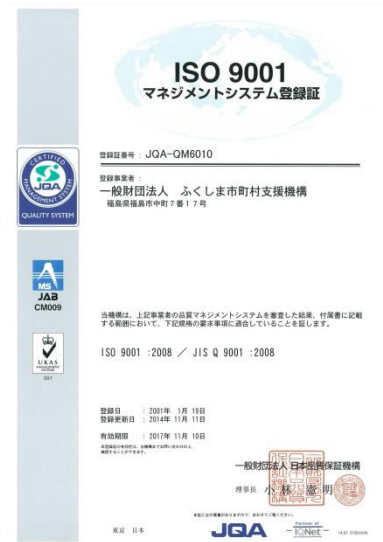 ISO 9001
マネジメントシステム登録証
登録証番号 : JQA-QM6010
登録事業者 :
一般財団法人 ふくしま市町村支援機構
福島県福島市中町7番17号
CERTIFIED
JQA
MANAGEMENT SYSTEM
QUALITY SYSTEM
MS
JAB
CM009
UKAS
MANAGEMENT
SYSTEMS
当機構は、上記事業者の品質マネジメントシステムを審査した結果、付属書に記載
する範囲において、下記規格の要求事項に適合していることを証します。
ISO 9001 :2008 / JIS Q 9001 :2008
登録日 : 2001年 1月 19日
登録更新日 : 2014年 11月 11日
有効期限 : 2017年 11月 10日
一般財団法人 日本品質保証機構
理事長 小林 憲明
東京 日本
JQA
Partner of
IQNet